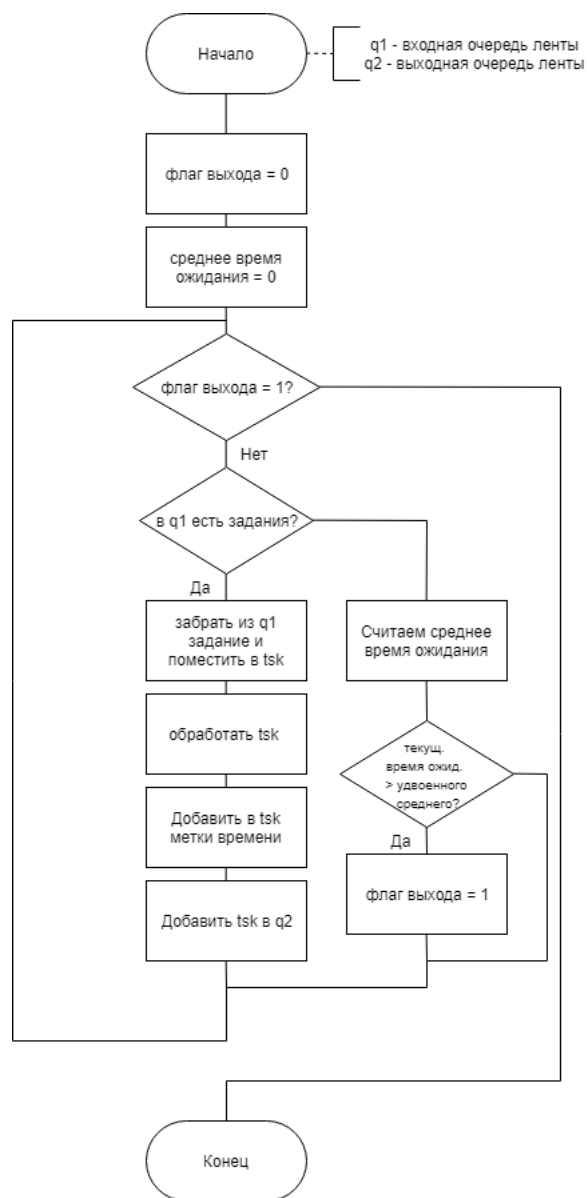 Начало
q1 - входная очередь ленты
q2 - выходная очередь ленты
флаг выхода = 0
среднее время
ожидания = 0
флаг выхода = 1?
Нет
в q1 есть задания?
Да
забрать из q1
задание и
поместить в tsk
Считаем среднее
время ожидания
обработать tsk
текущ.
время ожид.
> удвоенного
среднего?
Добавить в tsk
метки времени
Да
Добавить tsk в q2
флаг выхода = 1
Конец